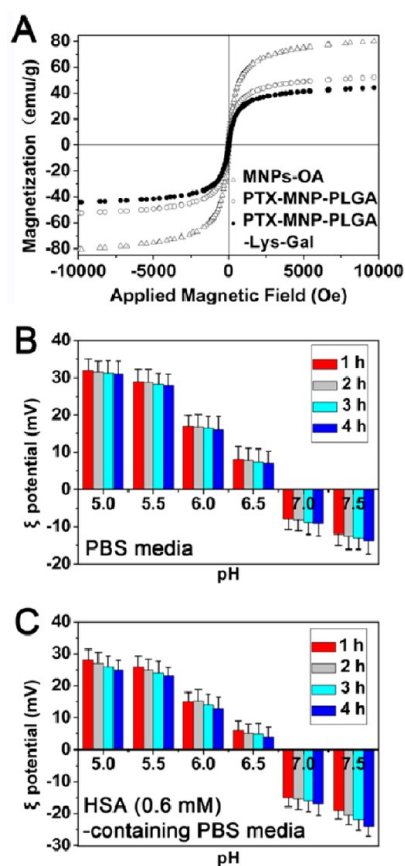 A
80
60
40
20
0
-20
-40
-60
-80
Magnetization (emu/g)
MNPs-OA
PTX-MNP-PLGA
PTX-MNP-PLGA
-Lys-Gal
-10000 -5000 0 5000 10000
Applied Magnetic Field (Oe)
B
40
30
20
10
0
-10
-20
ξ potential (mV)
1 h
2 h
3 h
4 h
5.0 5.5 6.0 6.5 7.0 7.5
PBS media
pH
C
40
30
20
10
0
-10
-20
-30
ξ potential (mV)
1 h
2 h
3 h
4 h
5.0 5.5 6.0 6.5 7.0 7.5
HSA (0.6 mM)
-containing PBS media
pH